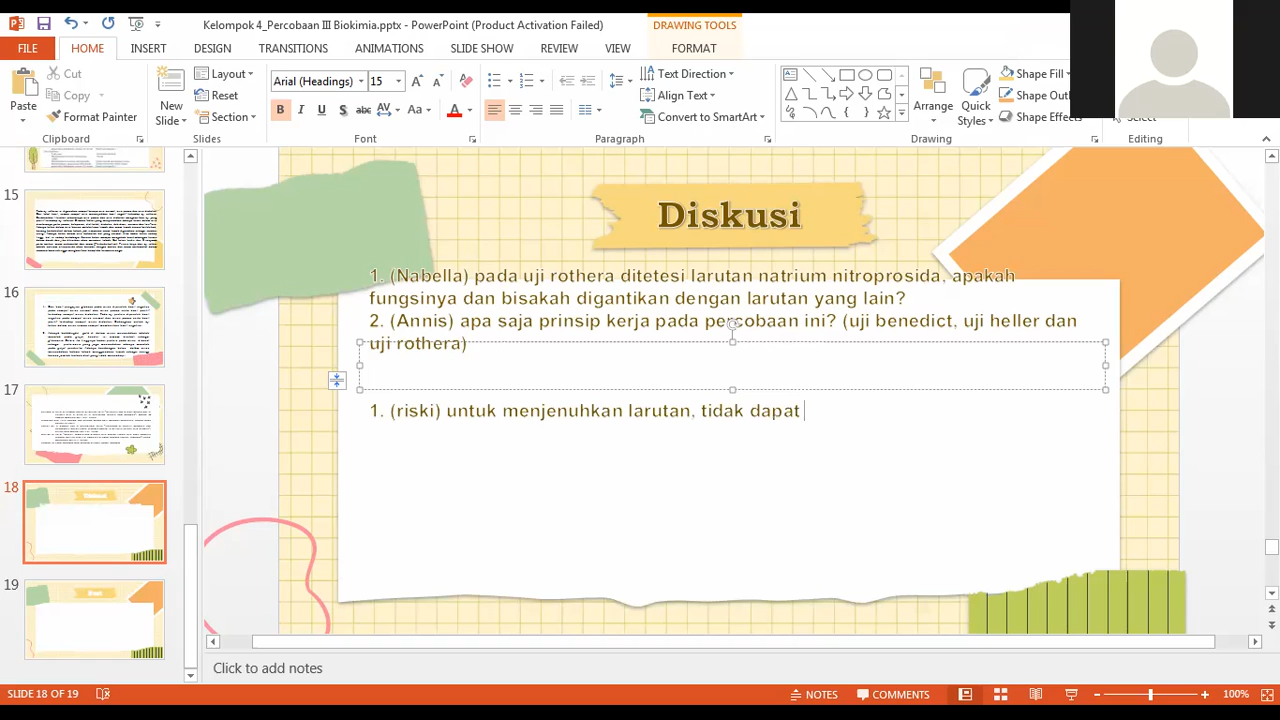 Kelompok 4_Percobaan III Biokimia.pptx - PowerPoint (Product Activation Failed)
DRAWING TOOLS
FILE HOME INSERT DESIGN TRANSITIONS ANIMATIONS SLIDE SHOW REVIEW VIEW FORMAT
Paste
Cut
Copy
Format Painter
Clipboard
New Slide
Layout
Reset
Section
Slides
Arial (Headings) 15
B I U S abc AV Aa A
Font
Text Direction
Align Text
Convert to SmartArt
Paragraph
Arrange
Quick Styles
Shape Fill
Shape Effects
Drawing
Editing
15
16
17
18
19
Diskusi
1. (Nabella) pada uji rothera ditetesi larutan natrium nitroprosida, apakah
fungsinya dan bisakah digantikan dengan larutan yang lain?
2. (Annis) apa saja prinsip kerja pada uji benedict, uji heller dan
uji rothera)
1. (riski) untuk menjenuhkan larutan, tidak dapat
Click to add notes
SLIDE 18 OF 19
NOTES
COMMENTS
100%